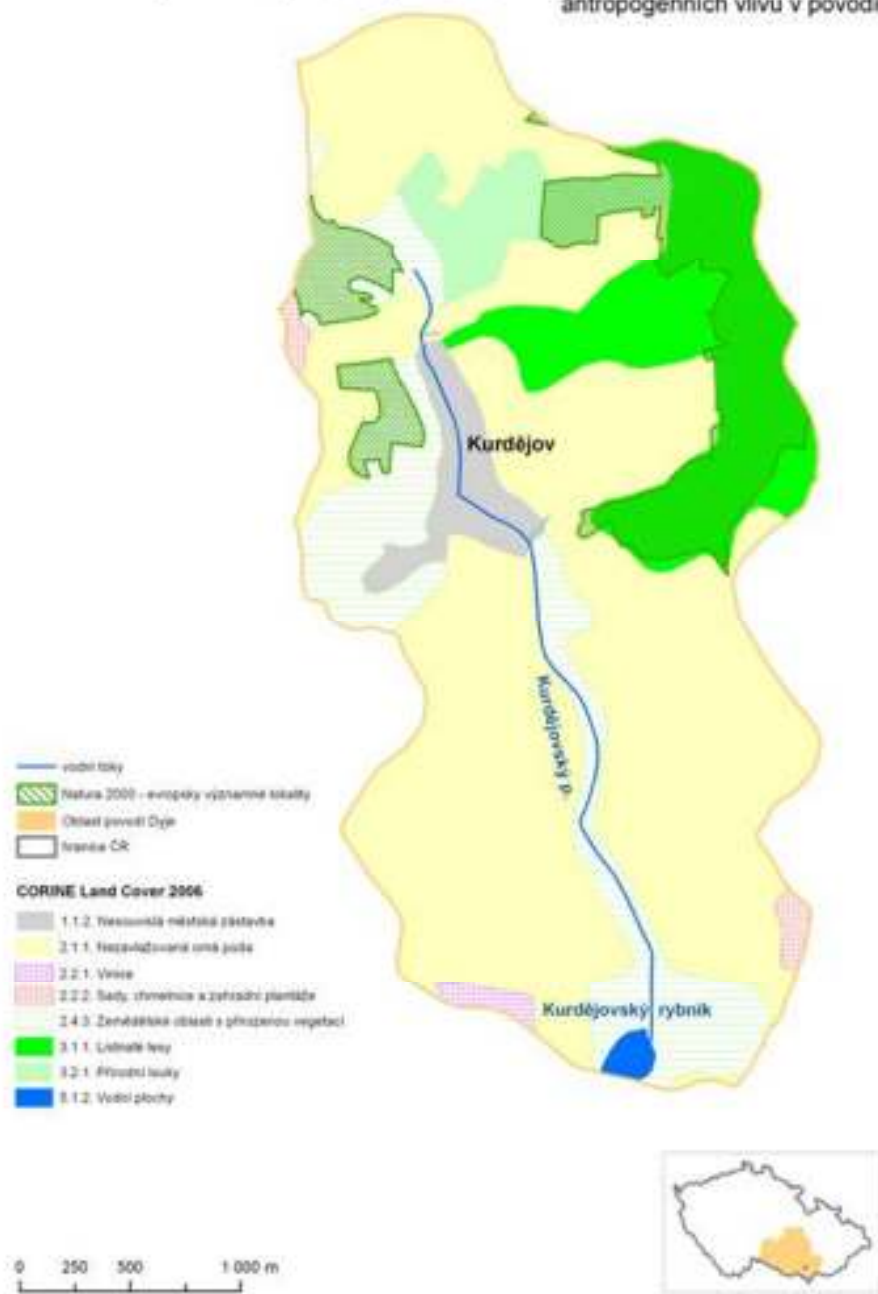 antropogenních vlivů v povodí
Kurdějov
Kurdějovský p.
Kurdějovský rybník
vodní toky
Natura 2000 - evropsky významné lokality
Oblast povodí Dyje
hranice ČR
CORINE Land Cover 2006
1.1.2. Nesouvislá městská zástavba
2.1.1. Nezavlažovaná orná půda
2.2.1. Vinice
2.2.2. Sady, chmelnice a zahradní plantáže
2.4.3. Zemědělské oblasti s přirozenou vegetací
3.1.1. Listnaté lesy
3.2.1. Přírodní louky
5.1.2. Vodní plochy
0 250 500 1 000 m